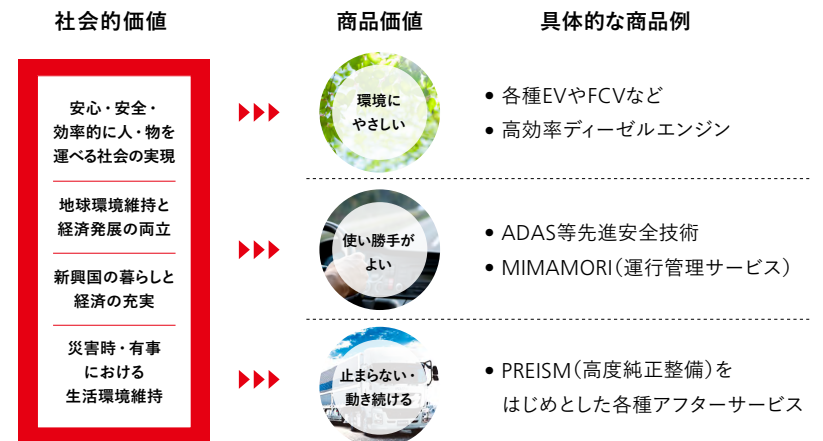 社会的価値
商品価値
具体的な商品例
安心・安全・
効率的に人・物を
運べる社会の実現
地球環境維持と
経済発展の両立
新興国の暮らしと
経済の充実
災害時・有事
における
生活環境維持
環境に
やさしい
• 各種EVやFCVなど
• 高効率ディーゼルエンジン
使い勝手が
よい
• ADAS等先進安全技術
• MIMAMORI（運行管理サービス）
止まらない・
動き続ける
• PREISM（高度純正整備）を
はじめとした各種アフターサービス